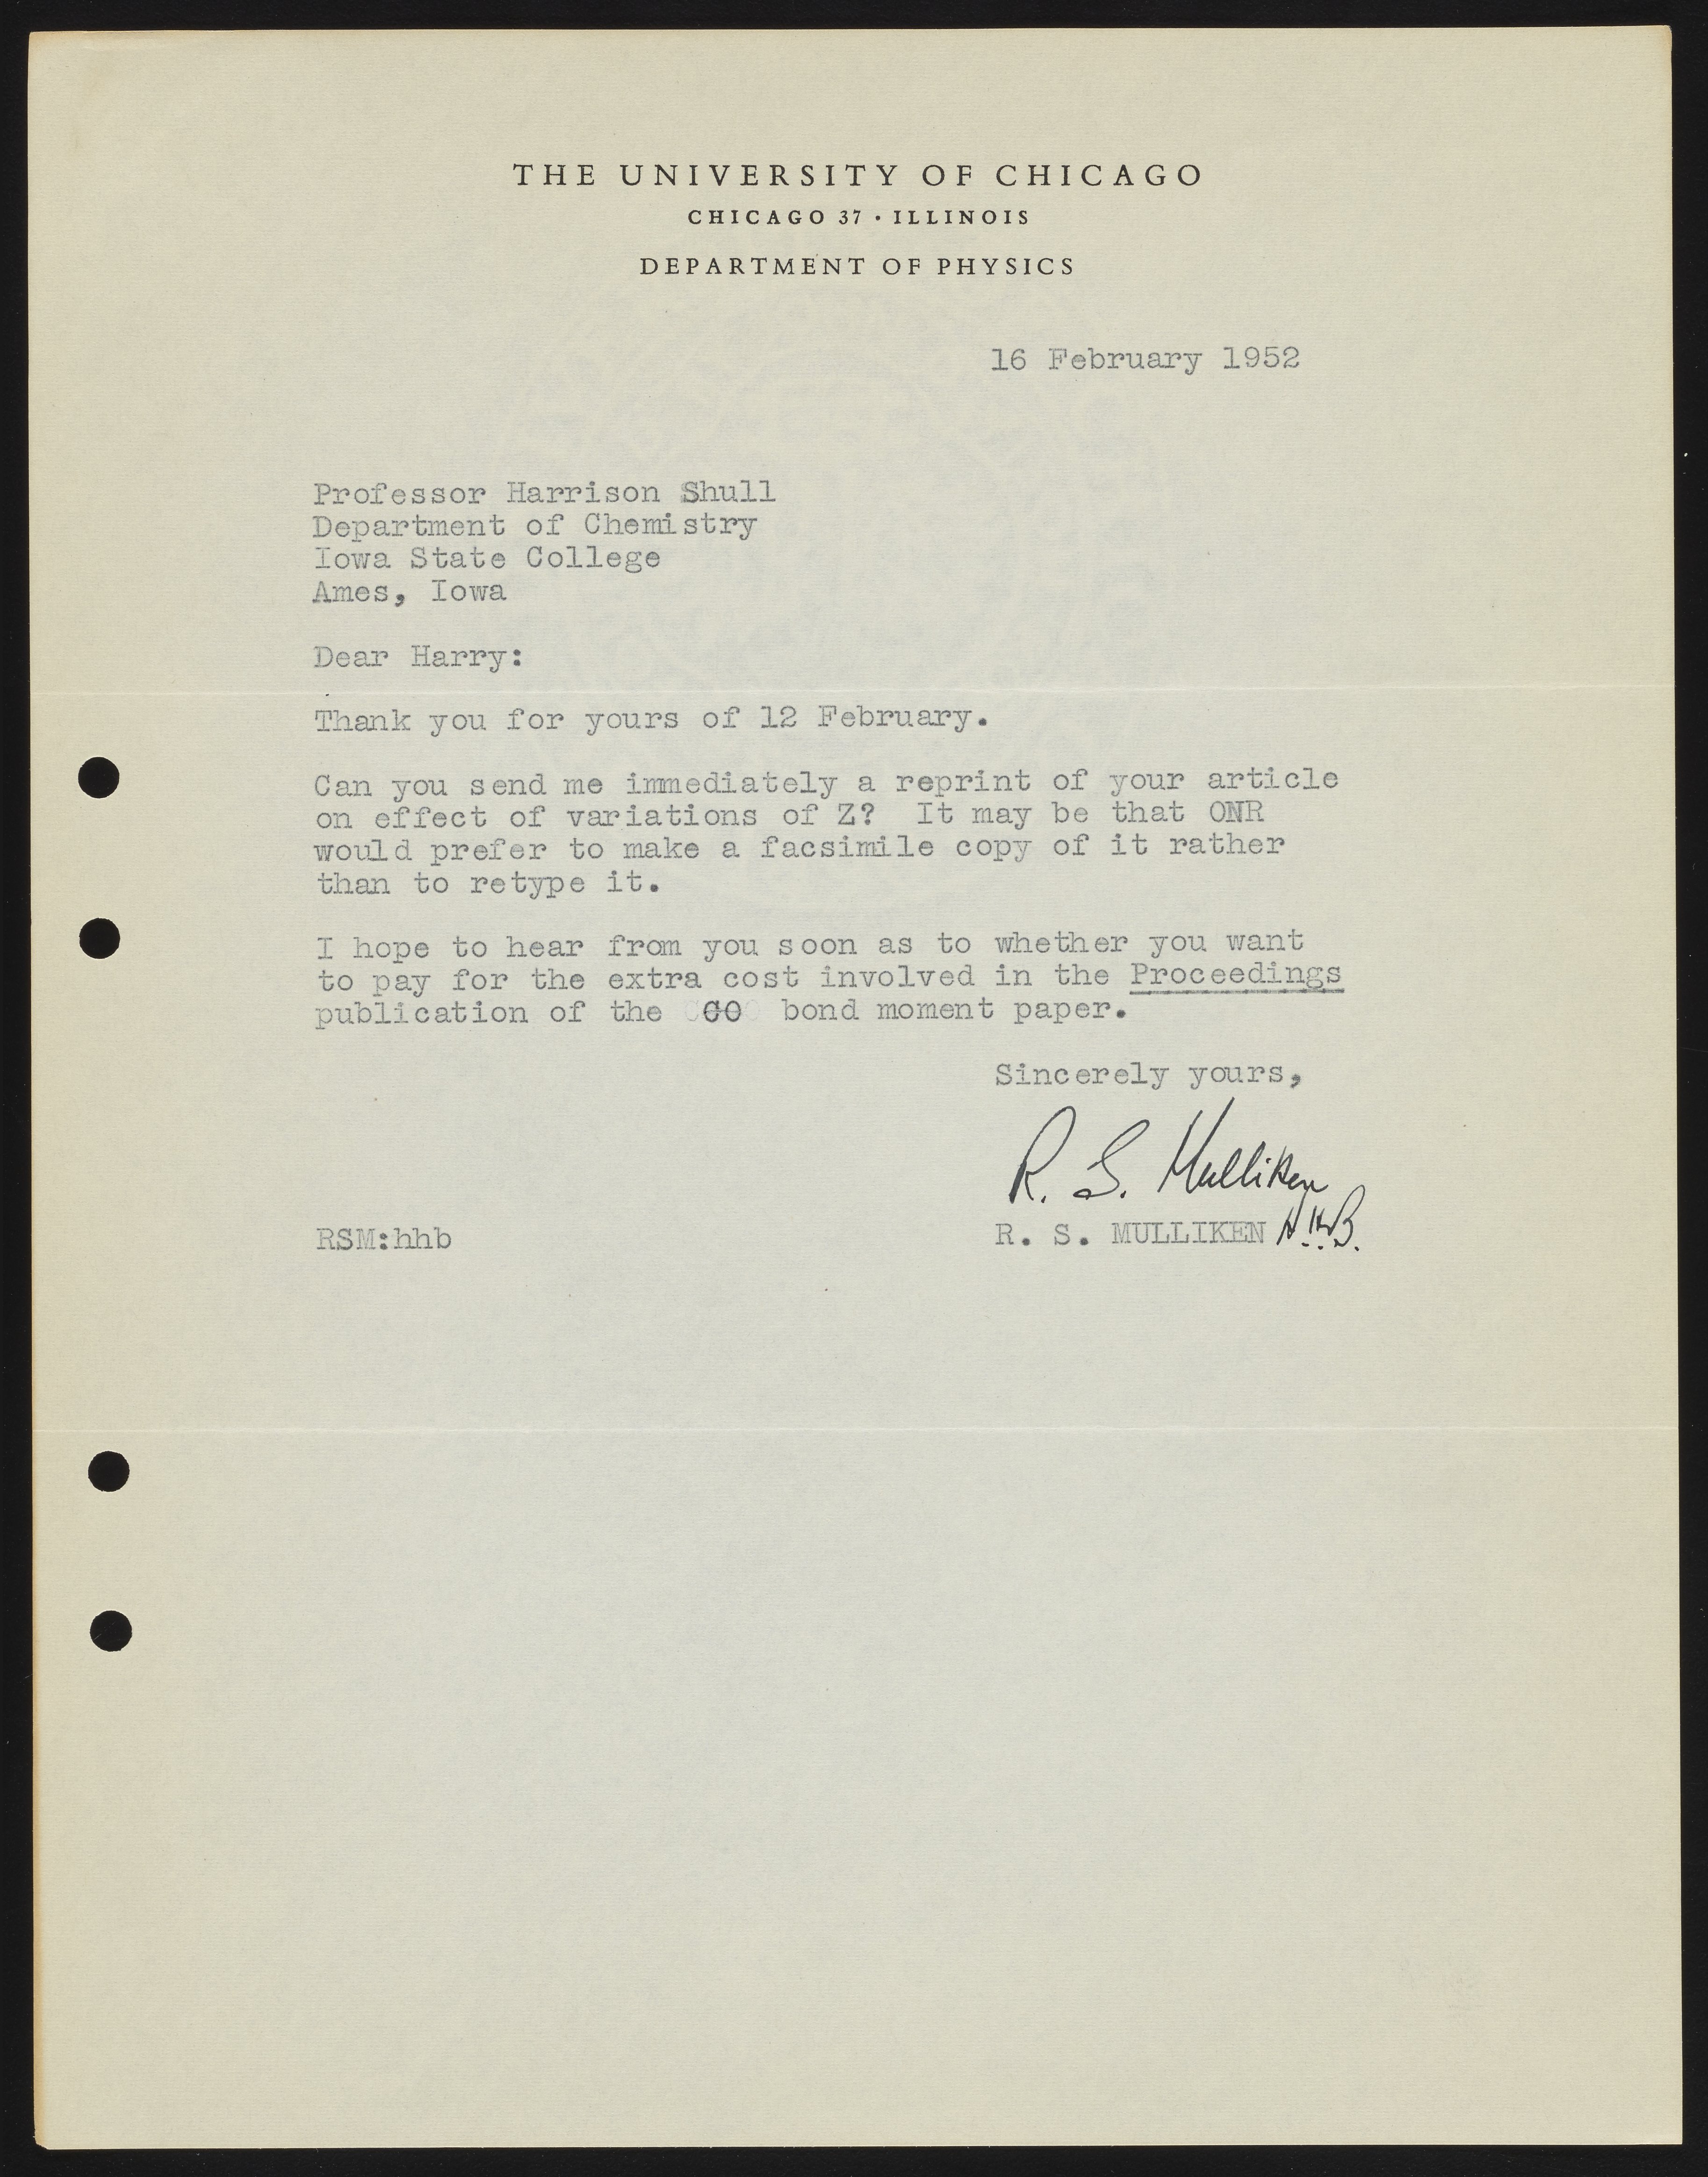 THE UNIVERSITY OF CHICAGO
CHICAGO 37 · ILLINOIS
DEPARTMENT OF PHYSICS
16 February 1952
Professor Harrison Shull
Department of Chemistry
Iowa State College
Ames, Iowa
Dear Harry:
Thank you for yours of 12 February.
Can you send me immediately a reprint of your article
on effect of variations of Z? It may be that ONR
would prefer to make a facsimile copy of it rather
than to retype it.
I hope to hear from you soon as to whether you want
to pay for the extra cost involved in the Proceedings
publication of the CO bond moment paper.
Sincerely yours,
R. S. Mulliken
RSM:hhb
R. S. MULLIKEN H.H.B.